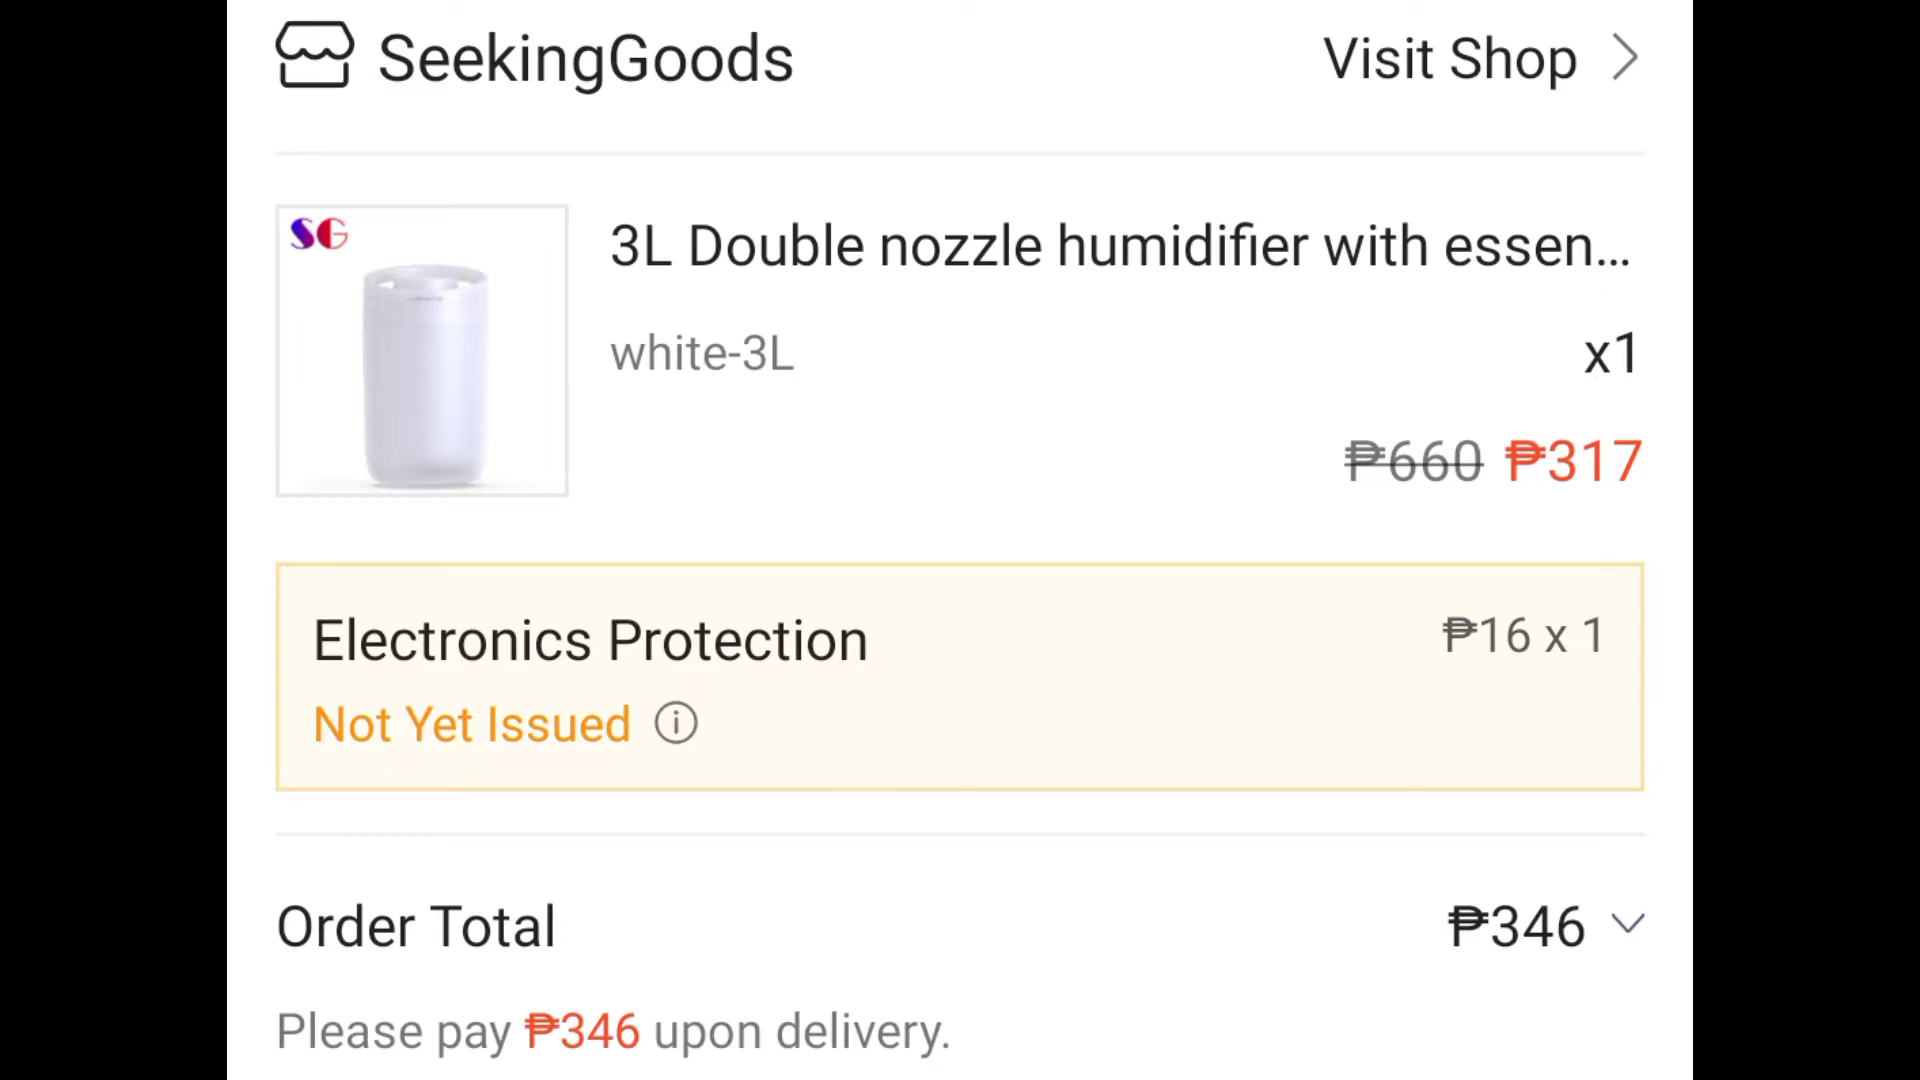 SeekingGoods
Visit Shop
SG
3L Double nozzle humidifier with essen...
white-3L
x1
₱660 ₱317
Electronics Protection
₱16 x 1
Not Yet Issued
Order Total
₱346
Please pay ₱346 upon delivery.